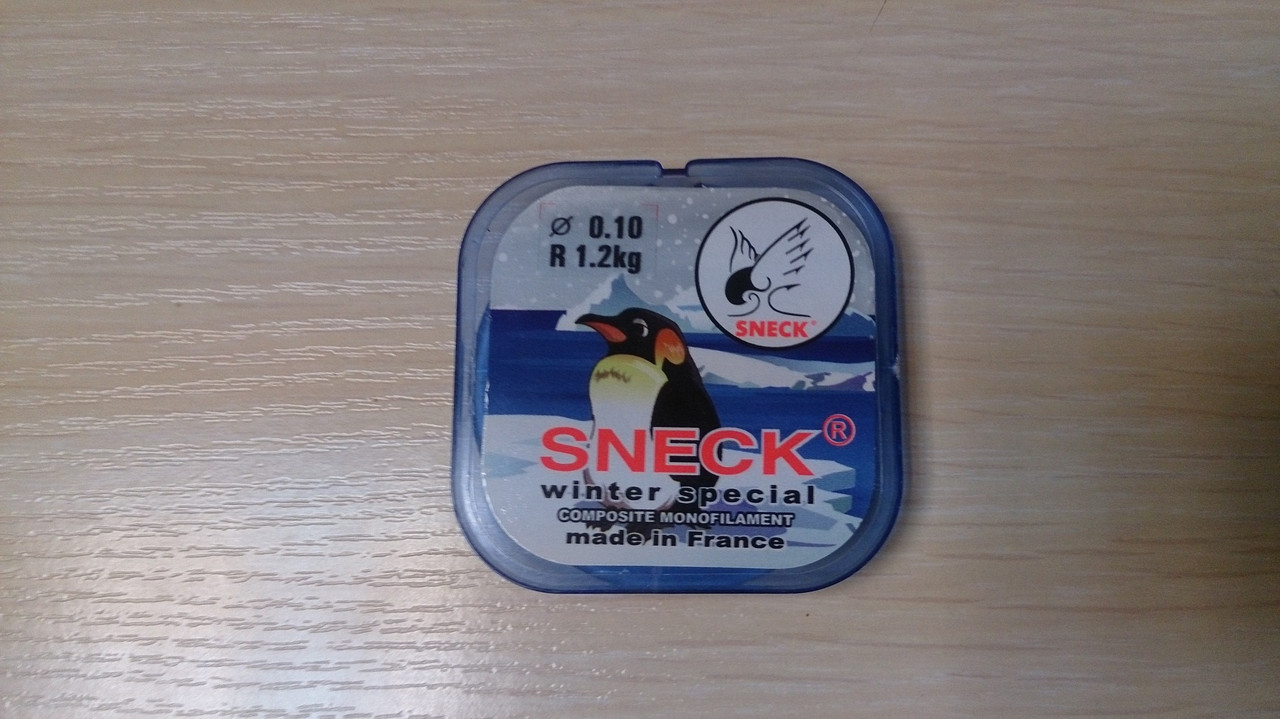 Ø 0.10
R 1.2kg
SNECK®
SNECK®
winter special
COMPOSITE MONOFILAMENT
made in France